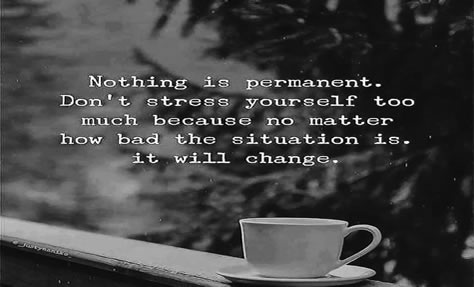 Nothing is permanent.
Don't stress yourself too
much because no matter
how bad the situation is.
it will change.